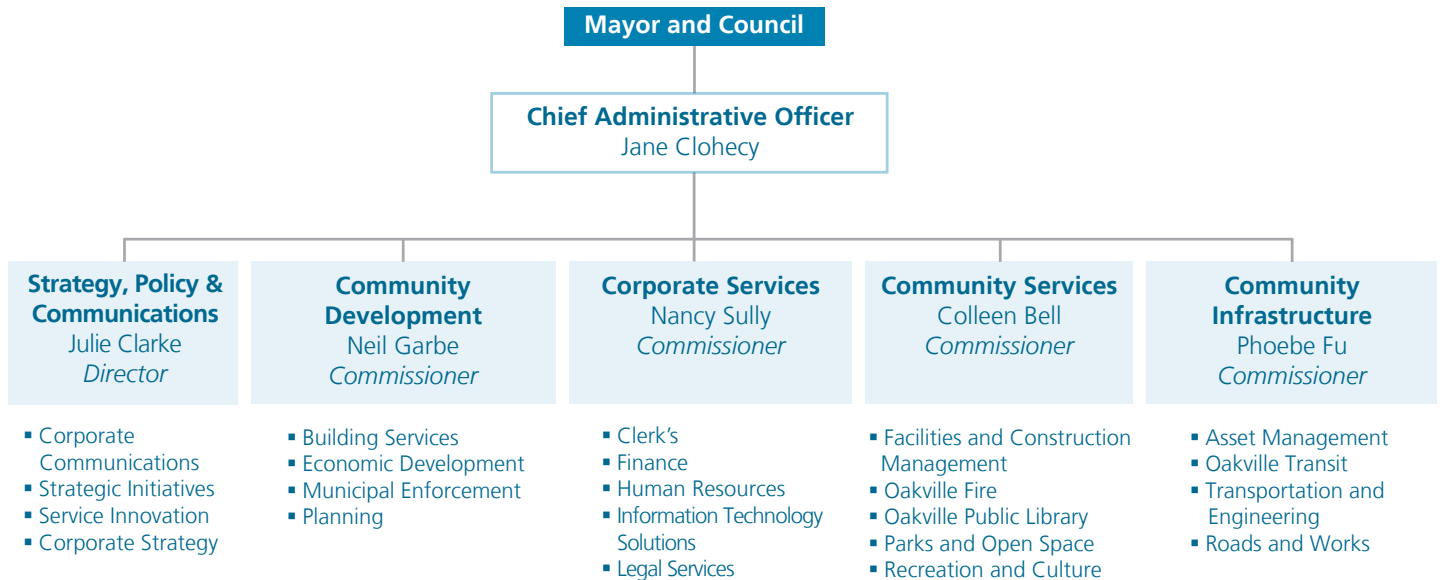 Mayor and Council
Chief Administrative Officer
Jane Clohecy
Strategy, Policy &
Communications
Julie Clarke
Director
▪ Corporate
Communications
▪ Strategic Initiatives
▪ Service Innovation
▪ Corporate Strategy
Community
Development
Neil Garbe
Commissioner
▪ Building Services
▪ Economic Development
▪ Municipal Enforcement
▪ Planning
Corporate Services
Nancy Sully
Commissioner
▪ Clerk's
▪ Finance
▪ Human Resources
▪ Information Technology
Solutions
▪ Legal Services
Community Services
Colleen Bell
Commissioner
▪ Facilities and Construction
Management
▪ Oakville Fire
▪ Oakville Public Library
▪ Parks and Open Space
▪ Recreation and Culture
Community
Infrastructure
Phoebe Fu
Commissioner
▪ Asset Management
▪ Oakville Transit
▪ Transportation and
Engineering
▪ Roads and Works